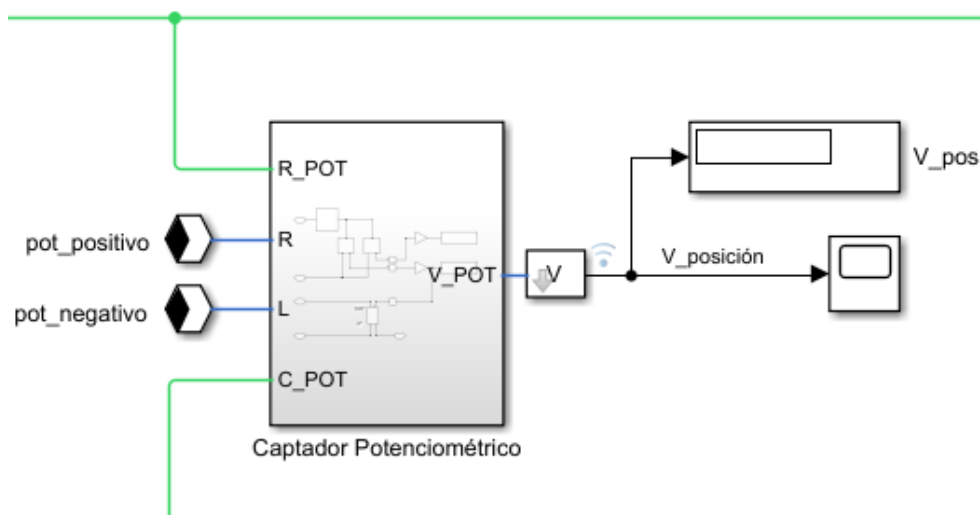 R_POT
V_pos
pot_positivo
R
V_posición
V_POT
V
pot_negativo
L
C_POT
Captador Potenciométrico